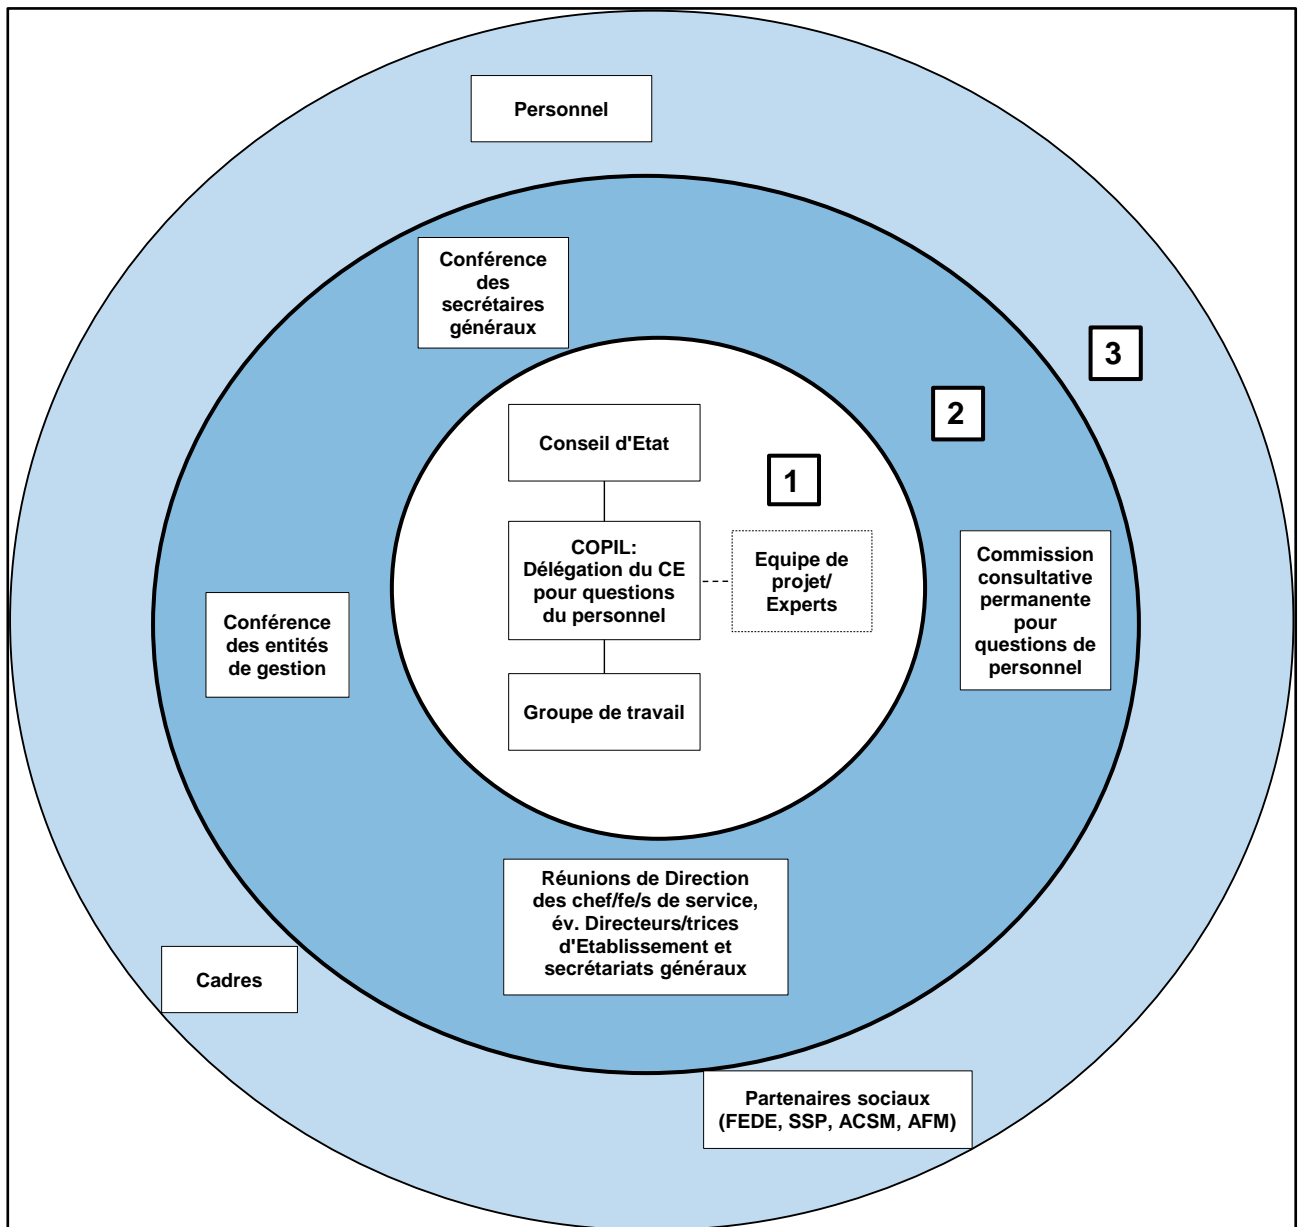 Personnel
Conférence
des
secrétaires
généraux
3
2
Conseil d'Etat
1
COPIL:
Délégation du CE
pour questions
du personnel
Equipe de
projet/
Experts
Commission
consultative
permanente
pour
questions de
personnel
Conférence
des entités
de gestion
Groupe de travail
Réunions de Direction
des chef/fe/s de service,
év. Directeurs/trices
d'Etablissement et
secrétariats généraux
Cadres
Partenaires sociaux
(FEDE, SSP, ACSM, AFM)